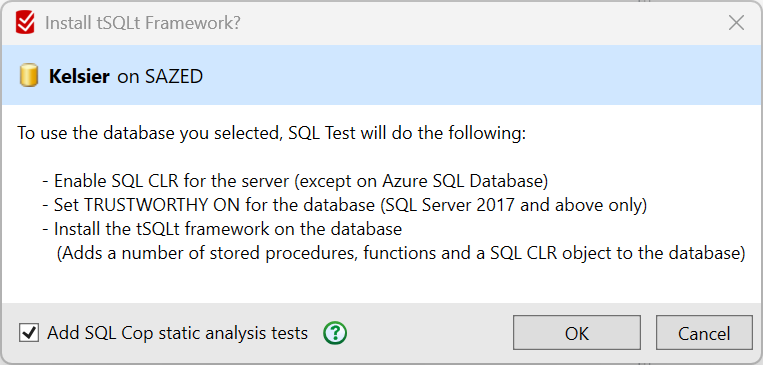 Install tSQLt Framework?
Kelsier on SAZED
To use the database you selected, SQL Test will do the following:
- Enable SQL CLR for the server (except on Azure SQL Database)
- Set TRUSTWORTHY ON for the database (SQL Server 2017 and above only)
- Install the tSQLt framework on the database
(Adds a number of stored procedures, functions and a SQL CLR object to the database)
Add SQL Cop static analysis tests ?
OK
Cancel